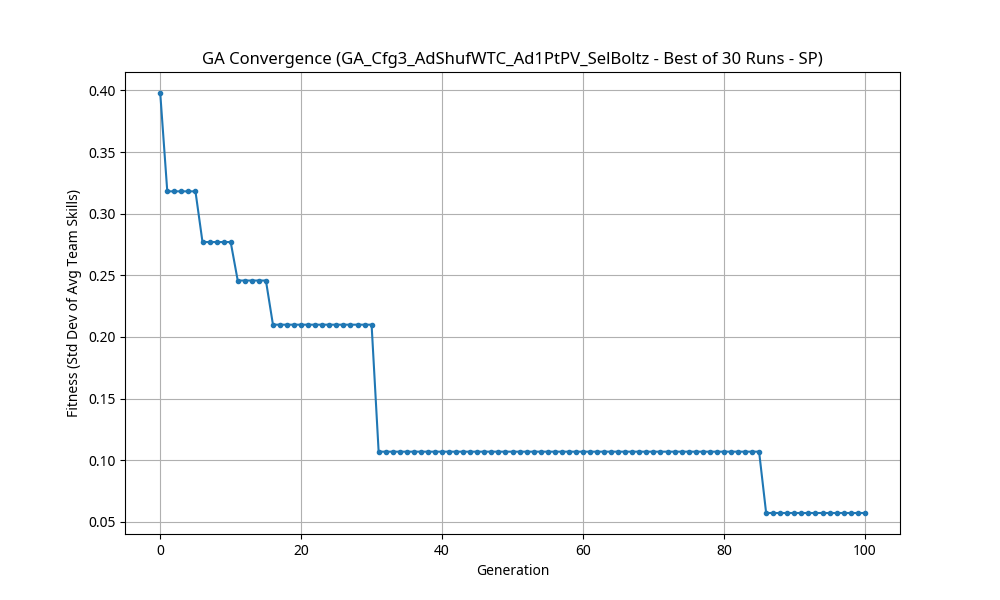 GA Convergence (GA_Cfg3_AdShufWTC_Ad1PtPV_SelBoltz - Best of 30 Runs - SP)
Fitness (Std Dev of Avg Team Skills)
0.40
0.35
0.30
0.25
0.20
0.15
0.10
0.05
0 20 40 60 80 100
Generation